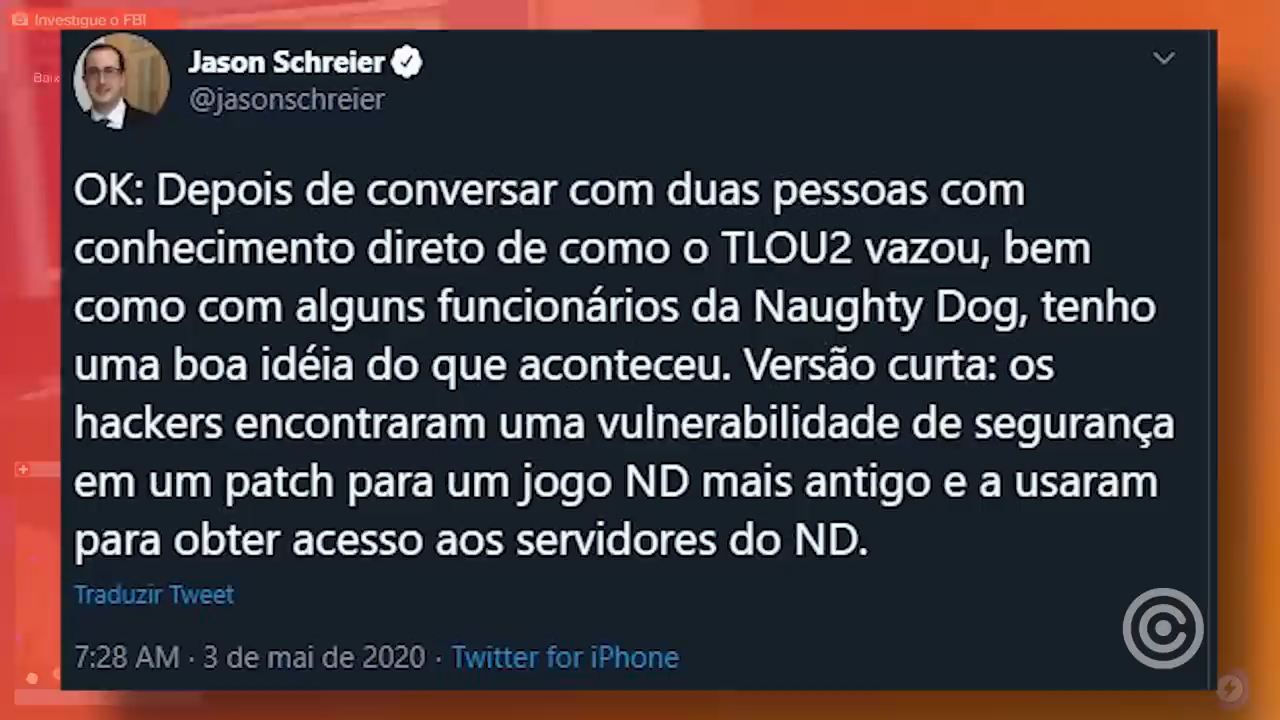 Investigue o FBI
Baix
Jason Schreier
@jasonschreier
OK: Depois de conversar com duas pessoas com
conhecimento direto de como o TLOU2 vazou, bem
como com alguns funcionários da Naughty Dog, tenho
uma boa idéia do que aconteceu. Versão curta: os
hackers encontraram uma vulnerabilidade de segurança
em um patch para um jogo ND mais antigo e a usaram
para obter acesso aos servidores do ND.
Traduzir Tweet
7:28 AM · 3 de mai de 2020 · Twitter for iPhone